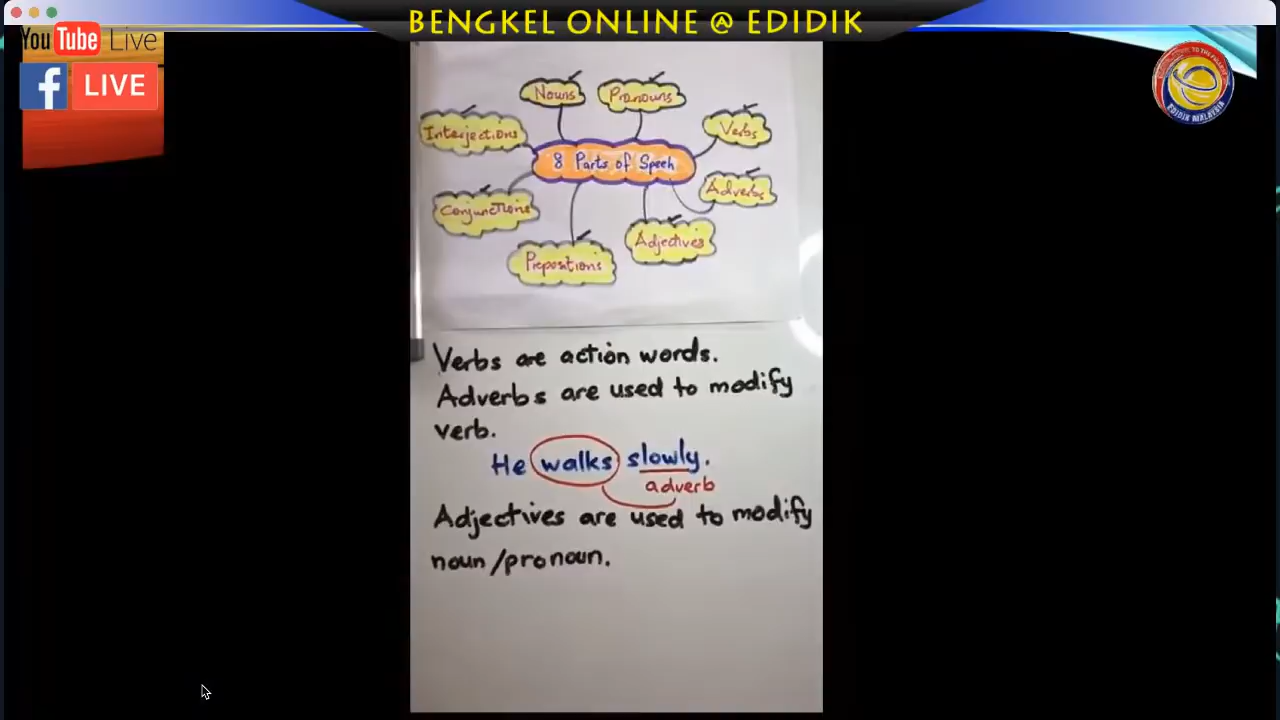 BENGKEL ONLINE @ EDIDIK
YouTube Live
f LIVE
EDIDIK MALAYSIA
Nouns
Pronouns
Interjections
Verbs
8 Parts of Speech
Adverbs
Conjunctions
Adjectives
Prepositions
Verbs are action words.
Adverbs are used to modify
verb.
He walks slowly.
adverb
Adjectives are used to modify
noun/pronoun.